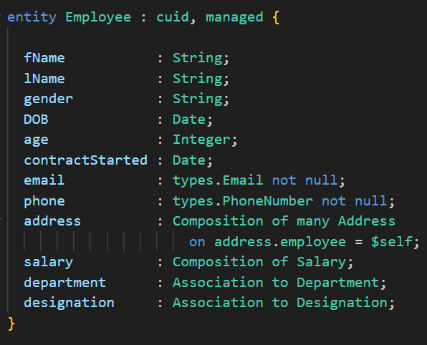 entity Employee : cuid, managed {
fName : String;
lName : String;
gender : String;
DOB : Date;
age : Integer;
contractStarted : Date;
email : types.Email not null;
phone : types.PhoneNumber not null;
address : Composition of many Address
on address.employee = $self;
salary : Composition of Salary;
department : Association to Department;
designation : Association to Designation;
}